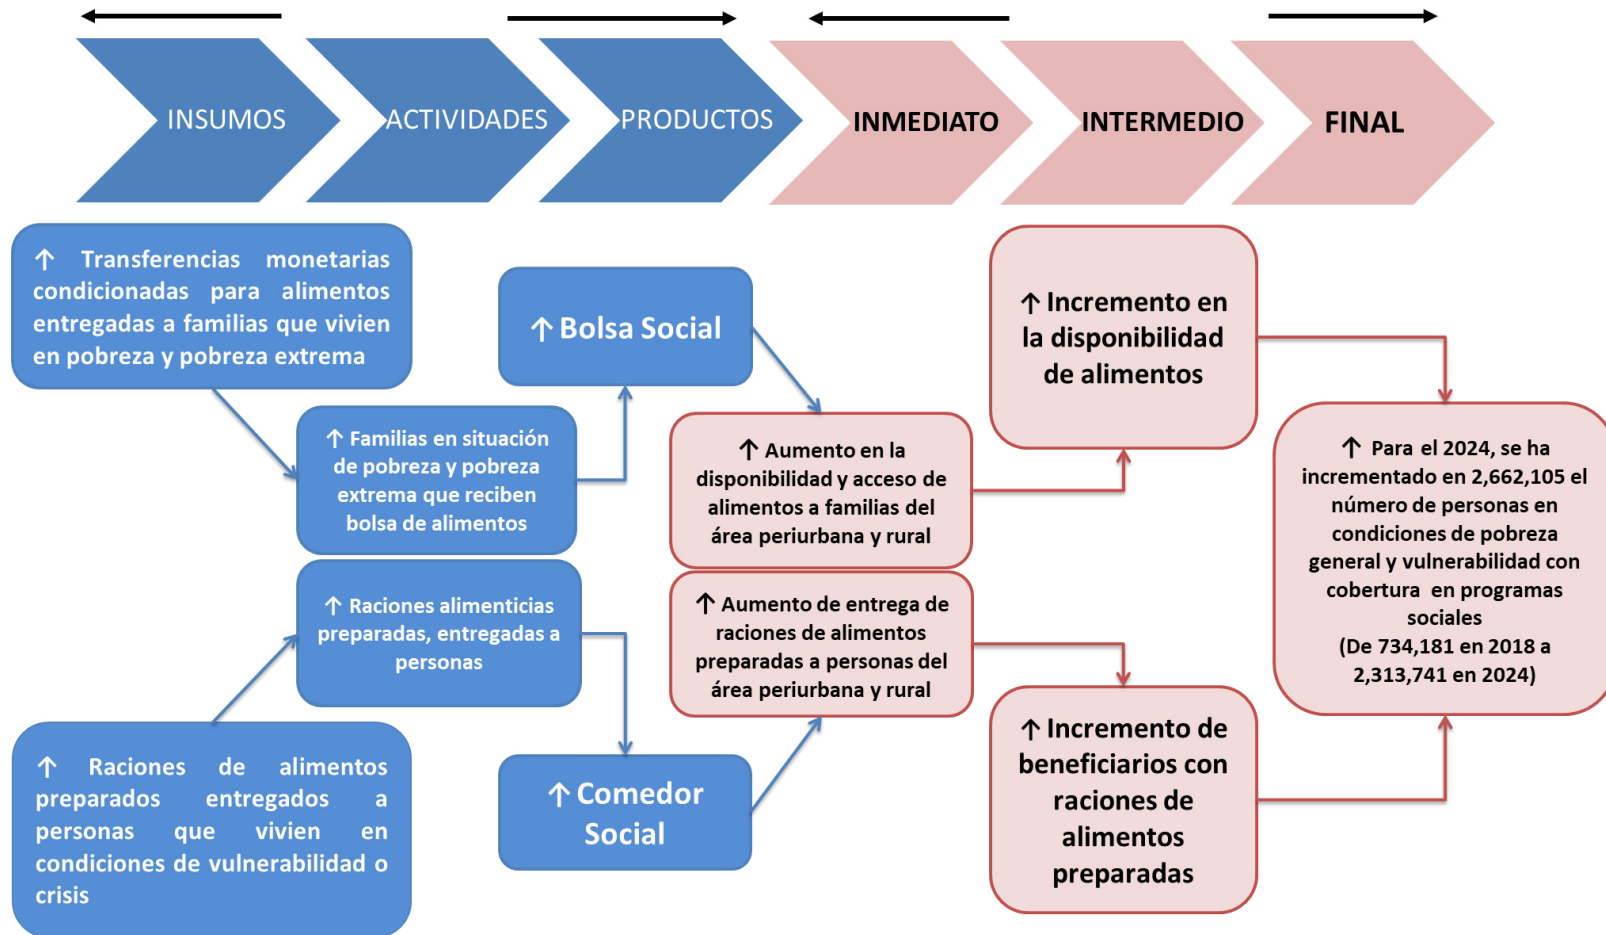 INSUMOS
ACTIVIDADES
PRODUCTOS
INMEDIATO
INTERMEDIO
FINAL
↑ Transferencias monetarias
condicionadas para alimentos
entregadas a familias que vivien
en pobreza y pobreza extrema
↑ Familias en situación
de pobreza y pobreza
extrema que reciben
bolsa de alimentos
↑ Bolsa Social
↑ Aumento en la
disponibilidad y acceso de
alimentos a familias del
área periurbana y rural
↑ Incremento en
la disponibilidad
de alimentos
↑ Para el 2024, se ha
incrementado en 2,662,105 el
número de personas en
condiciones de pobreza
general y vulnerabilidad con
cobertura en programas
sociales
(De 734,181 en 2018 a
2,313,741 en 2024)
↑ Raciones de alimentos
preparados entregados a
personas que vivien en
condiciones de vulnerabilidad o
crisis
↑ Raciones alimenticias
preparadas, entregadas a
personas
↑ Comedor
Social
↑ Aumento de entrega de
raciones de alimentos
preparadas a personas del
área periurbana y rural
↑ Incremento de
beneficiarios con
raciones de
alimentos
preparadas